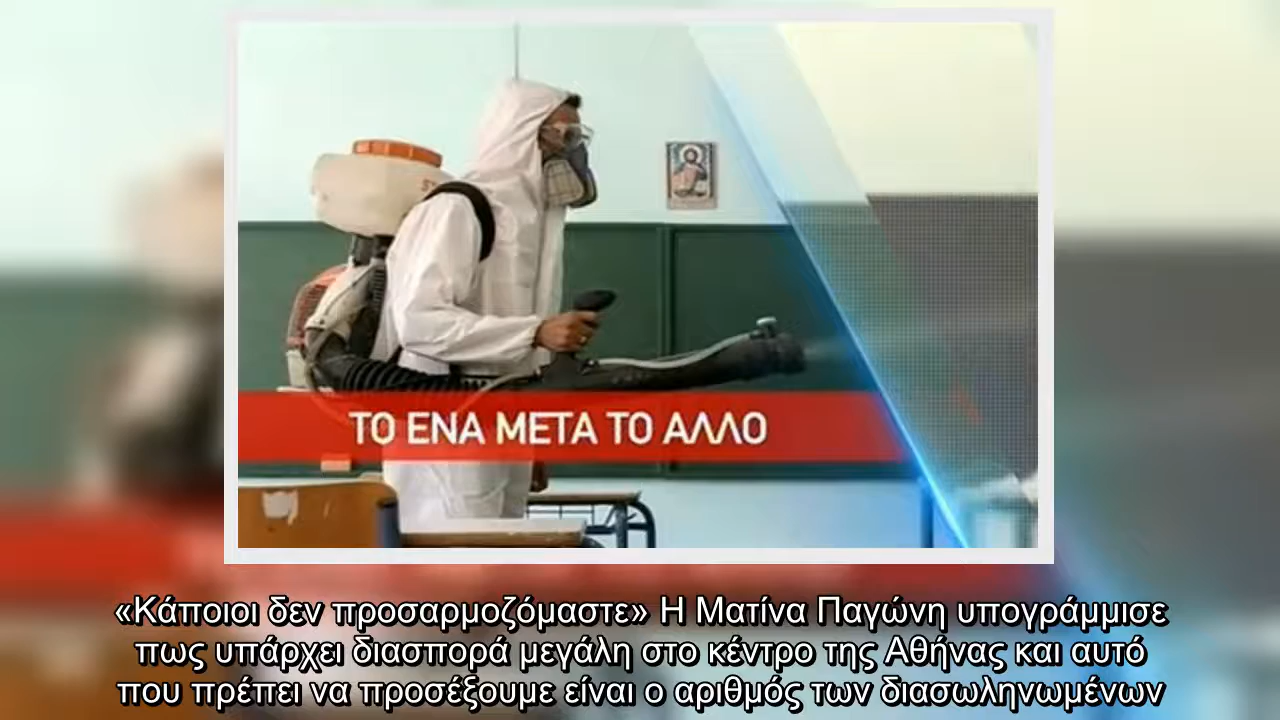 ΤΟ ΕΝΑ ΜΕΤΑ ΤΟ ΑΛΛΟ
«Κάποιοι δεν προσαρμοζόμαστε» Η Ματίνα Παγώνη υπογράμμισε
πως υπάρχει διασπορά μεγάλη στο κέντρο της Αθήνας και αυτό
που πρέπει να προσέξουμε είναι ο αριθμός των διασωληνωμένων